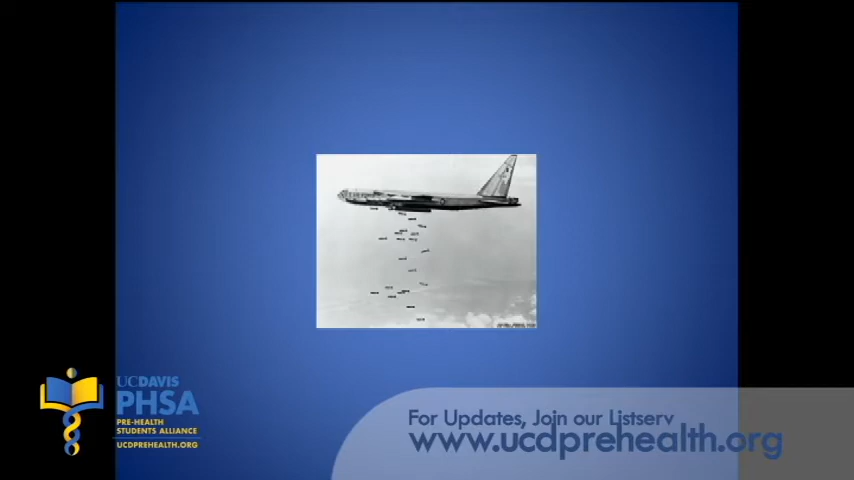 UCDAVIS
PHSA
PRE-HEALTH
STUDENTS ALLIANCE
UCDPREHEALTH.ORG
For Updates, Join our Listserv
www.ucdprehealth.org